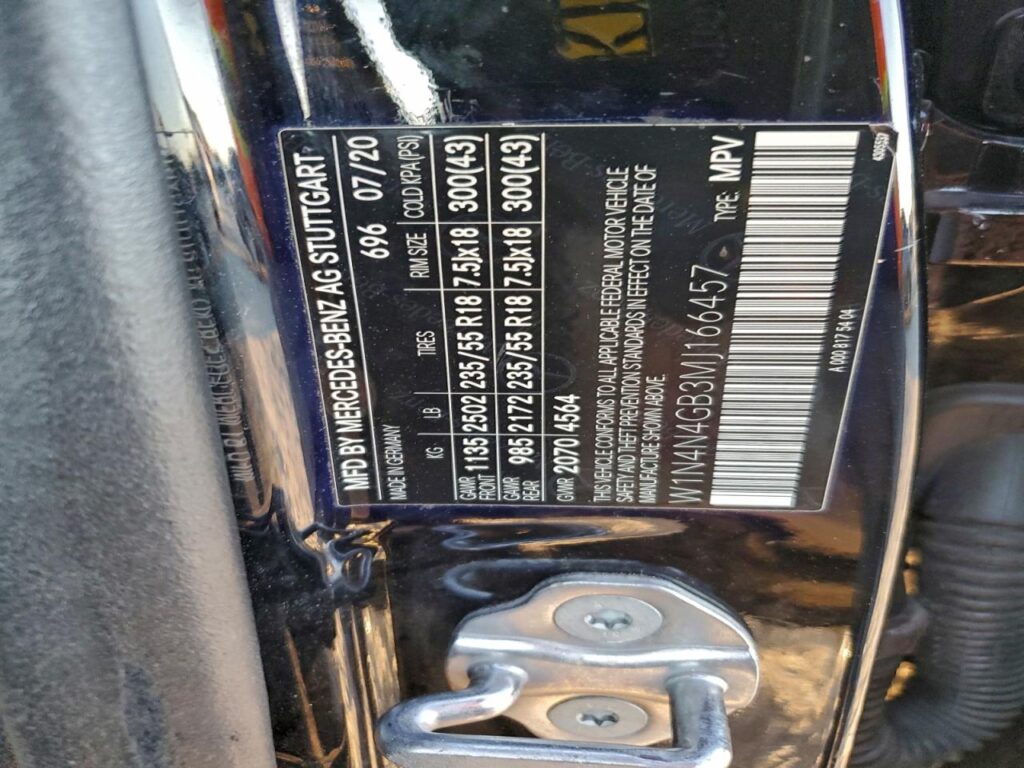 MFD BY MERCEDES-BENZ AG STUTTGART
MADE IN GERMANY 696 07/20
KG LB TIRES RIM SIZE COLD KPA(PSI)
GAWR FRONT 1135 2502 235/55 R18 7.5Jx18 300(43)
GAWR REAR 985 2172 235/55 R18 7.5Jx18 300(43)
GVWR 2070 4564
THIS VEHICLE CONFORMS TO ALL APPLICABLE FEDERAL MOTOR VEHICLE
SAFETY AND THEFT PREVENTION STANDARDS IN EFFECT ON THE DATE OF
MANUFACTURE SHOWN ABOVE.
W1N4N4GB3MJ166457 TYPE: MPV
A 000 817 54 04